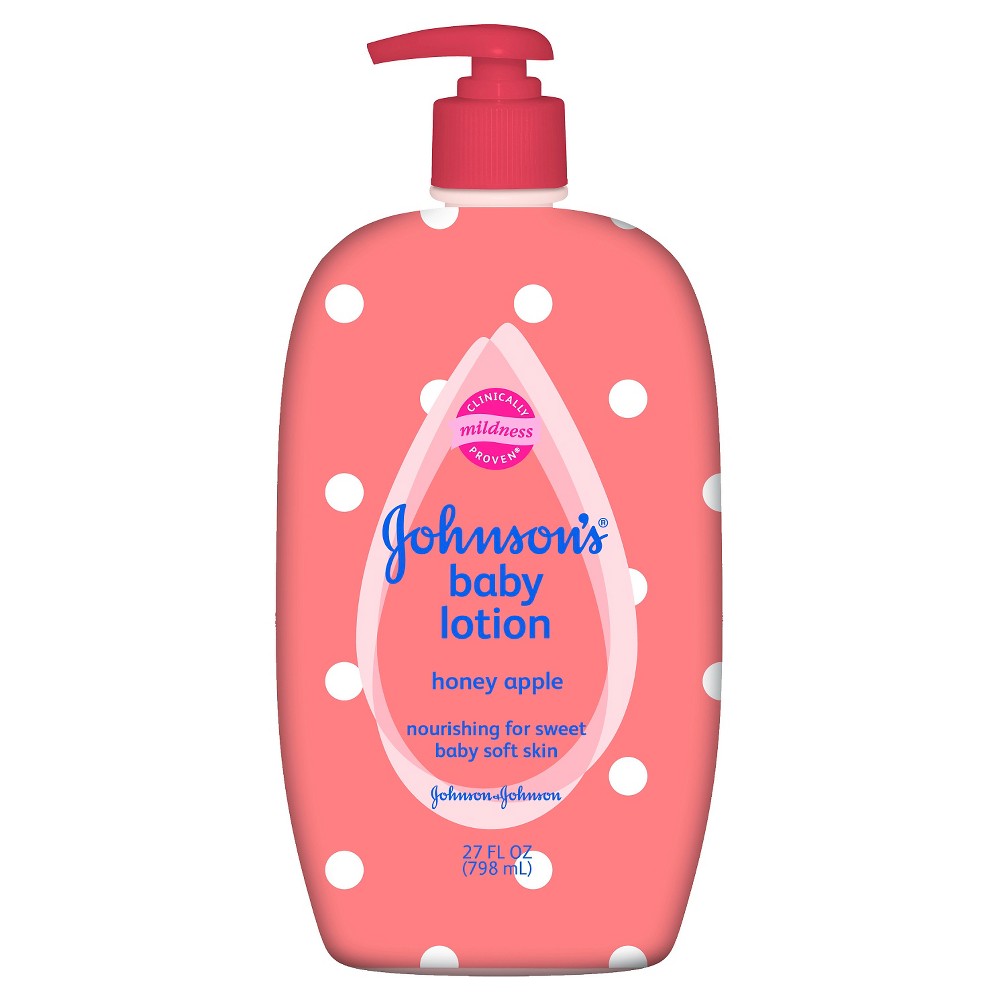 CLINICALLY
mildness
PROVEN®
Johnson's®
baby
lotion
honey apple
nourishing for sweet
baby soft skin
Johnson & Johnson
27 FL OZ
(798 mL)